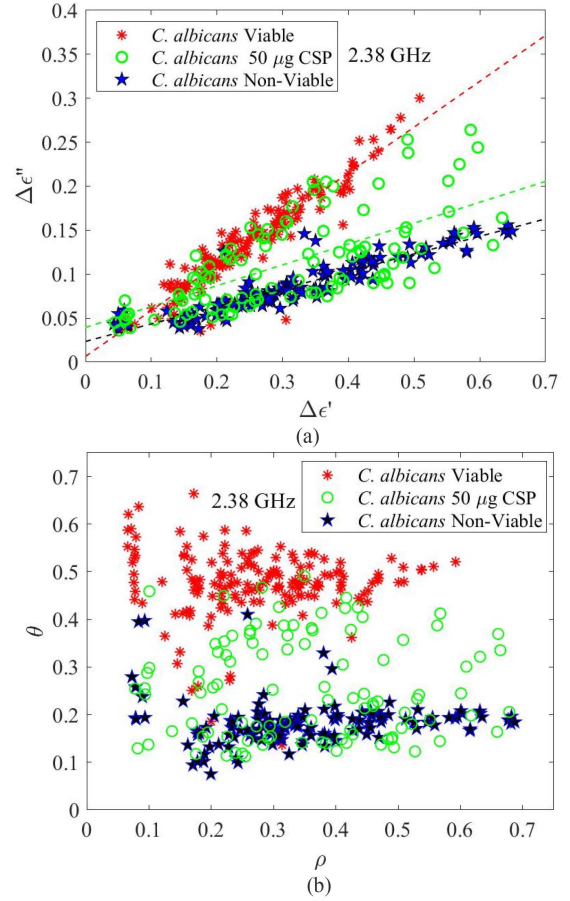 0.4
0.3
0.25
0.2
0.15
0.1
0.05
0
Δϵ''
C. albicans Viable
C. albicans 50 μg CSP
C. albicans Non-Viable
2.38 GHz
0 0.1 0.2 0.3 0.4 0.5 0.6 0.7
Δϵ'
(a)
0.7
0.6
0.5
0.4
0.3
0.2
0.1
0
θ
C. albicans Viable
C. albicans 50 μg CSP
C. albicans Non-Viable
2.38 GHz
0 0.1 0.2 0.3 0.4 0.5 0.6 0.7
ρ
(b)